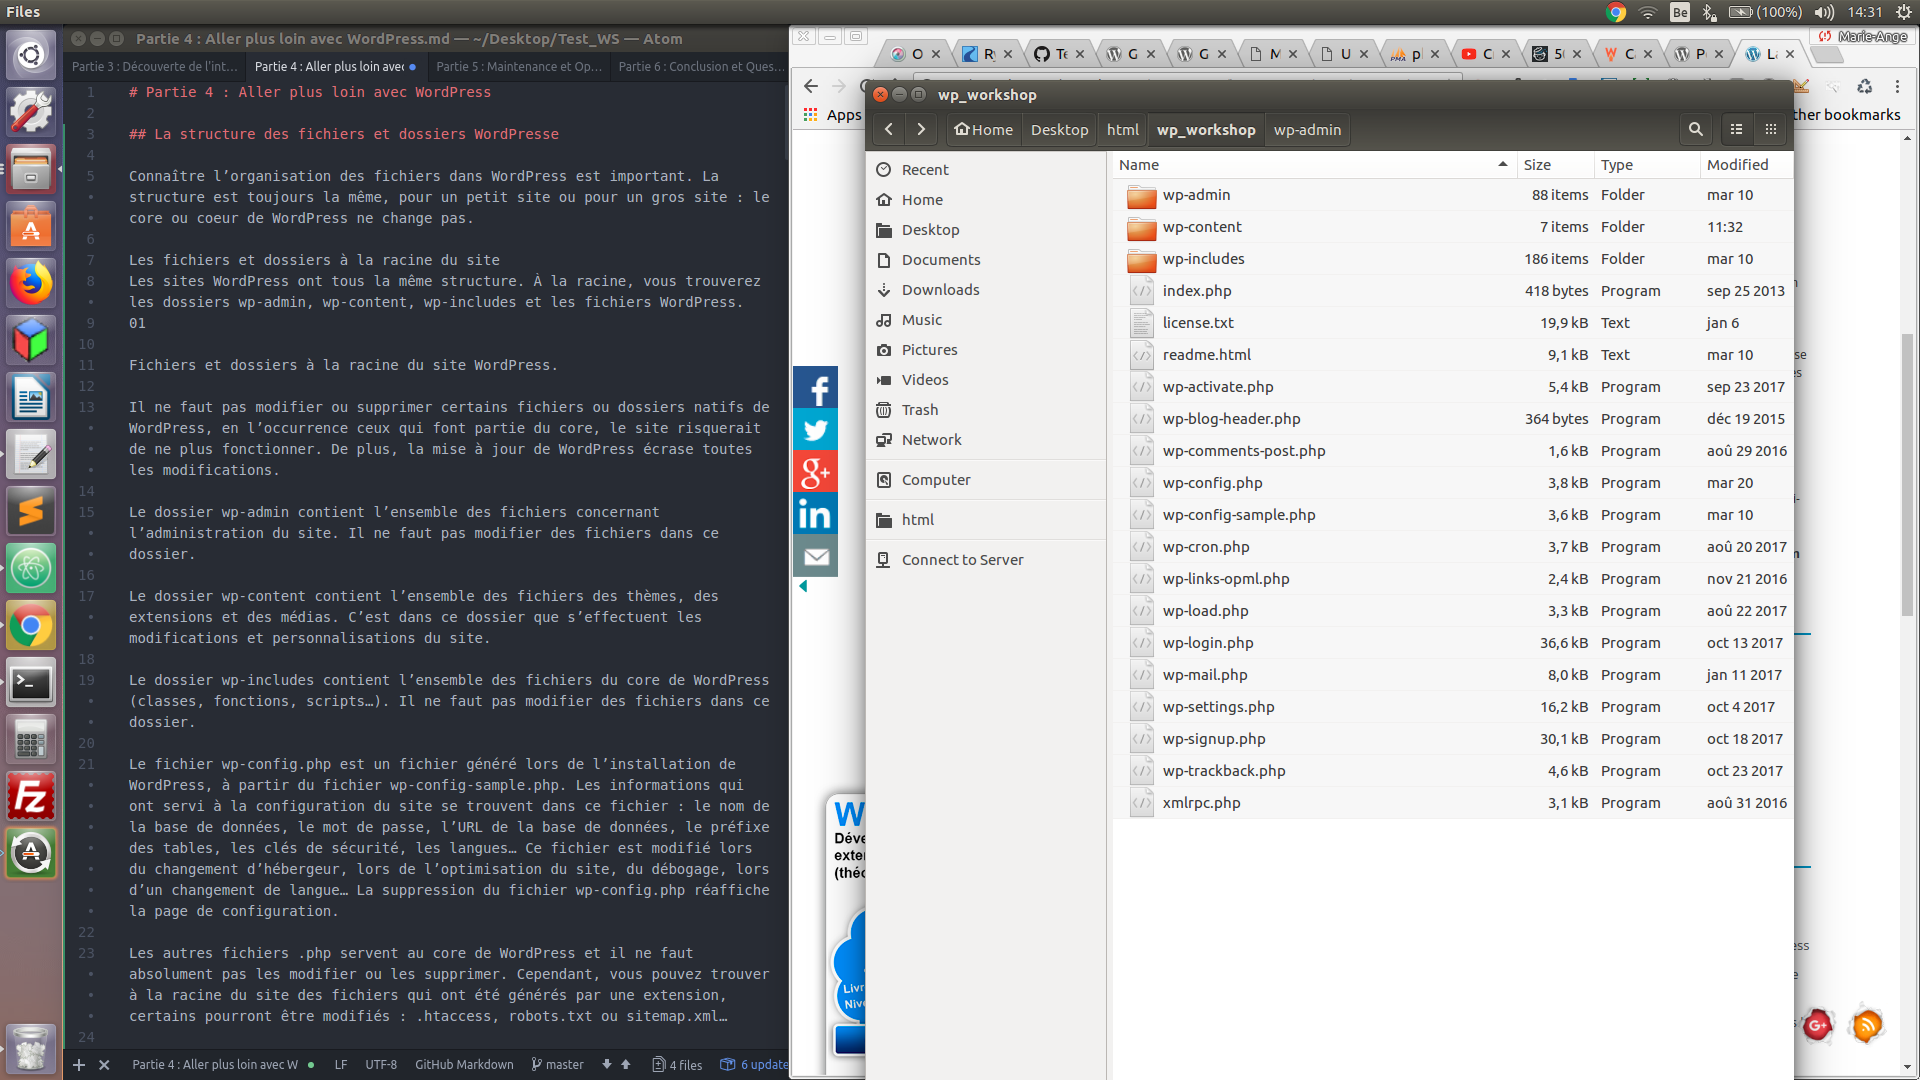 Files
Be
(100%)
14:31
Partie 4 : Aller plus loin avec WordPress.md — ~/Desktop/Test_WS — Atom
Marie-Ange
Partie 3 : Découverte de l'int…
Partie 4 : Aller plus loin avec
Partie 5 : Maintenance et Op…
Partie 6 : Conclusion et Ques…
1 # Partie 4 : Aller plus loin avec WordPress
2
3 ## La structure des fichiers et dossiers WordPresse
4
5 Connaître l’organisation des fichiers dans WordPress est important. La
structure est toujours la même, pour un petit site ou pour un gros site : le
core ou coeur de WordPress ne change pas.
6
7 Les fichiers et dossiers à la racine du site
8 Les sites WordPress ont tous la même structure. À la racine, vous trouverez
les dossiers wp-admin, wp-content, wp-includes et les fichiers WordPress.
9 01
10
11 Fichiers et dossiers à la racine du site WordPress.
12
13 Il ne faut pas modifier ou supprimer certains fichiers ou dossiers natifs de
WordPress, en l’occurrence ceux qui font partie du core, le site risquerait
de ne plus fonctionner. De plus, la mise à jour de WordPress écrase toutes
les modifications.
14
15 Le dossier wp-admin contient l’ensemble des fichiers concernant
l’administration du site. Il ne faut pas modifier des fichiers dans ce
dossier.
16
17 Le dossier wp-content contient l’ensemble des fichiers des thèmes, des
extensions et des médias. C’est dans ce dossier que s’effectuent les
modifications et personnalisations du site.
18
19 Le dossier wp-includes contient l’ensemble des fichiers du core de WordPress
(classes, fonctions, scripts…). Il ne faut pas modifier des fichiers dans ce
dossier.
20
21 Le fichier wp-config.php est un fichier généré lors de l’installation de
WordPress, à partir du fichier wp-config-sample.php. Les informations qui
ont servi à la configuration du site se trouvent dans ce fichier : le nom de
la base de données, le mot de passe, l’URL de la base de données, le préfixe
des tables, les clés de sécurité, les langues… Ce fichier est modifié lors
du changement d’hébergeur, lors de l’optimisation du site, du débogage, lors
d’un changement de langue… La suppression du fichier wp-config.php réaffiche
la page de configuration.
22
23 Les autres fichiers .php servent au core de WordPress et il ne faut
absolument pas les modifier ou les supprimer. Cependant, vous pouvez trouver
à la racine du site des fichiers qui ont été générés par une extension,
certains pourront être modifiés : .htaccess, robots.txt ou sitemap.xml…
24
Partie 4 : Aller plus loin avec W
LF
UTF-8
GitHub Markdown
master
4 files
6 update
Apps
ther bookmarks
wp_workshop
Home
Desktop
html
wp_workshop
wp-admin
Recent
Home
Desktop
Documents
Downloads
Music
Pictures
Videos
Trash
Network
Computer
html
Connect to Server
Name Size Type Modified
wp-admin 88 items Folder mar 10
wp-content 7 items Folder 11:32
wp-includes 186 items Folder mar 10
index.php 418 bytes Program sep 25 2013
license.txt 19,9 kB Text jan 6
readme.html 9,1 kB Text mar 10
wp-activate.php 5,4 kB Program sep 23 2017
wp-blog-header.php 364 bytes Program déc 19 2015
wp-comments-post.php 1,6 kB Program aoû 29 2016
wp-config.php 3,8 kB Program mar 20
wp-config-sample.php 3,6 kB Program mar 10
wp-cron.php 3,7 kB Program aoû 20 2017
wp-links-opml.php 2,4 kB Program nov 21 2016
wp-load.php 3,3 kB Program aoû 22 2017
wp-login.php 36,6 kB Program oct 13 2017
wp-mail.php 8,0 kB Program jan 11 2017
wp-settings.php 16,2 kB Program oct 4 2017
wp-signup.php 30,1 kB Program oct 18 2017
wp-trackback.php 4,6 kB Program oct 23 2017
xmlrpc.php 3,1 kB Program aoû 31 2016
W
Déve
exten
(théo
Livr
Nive